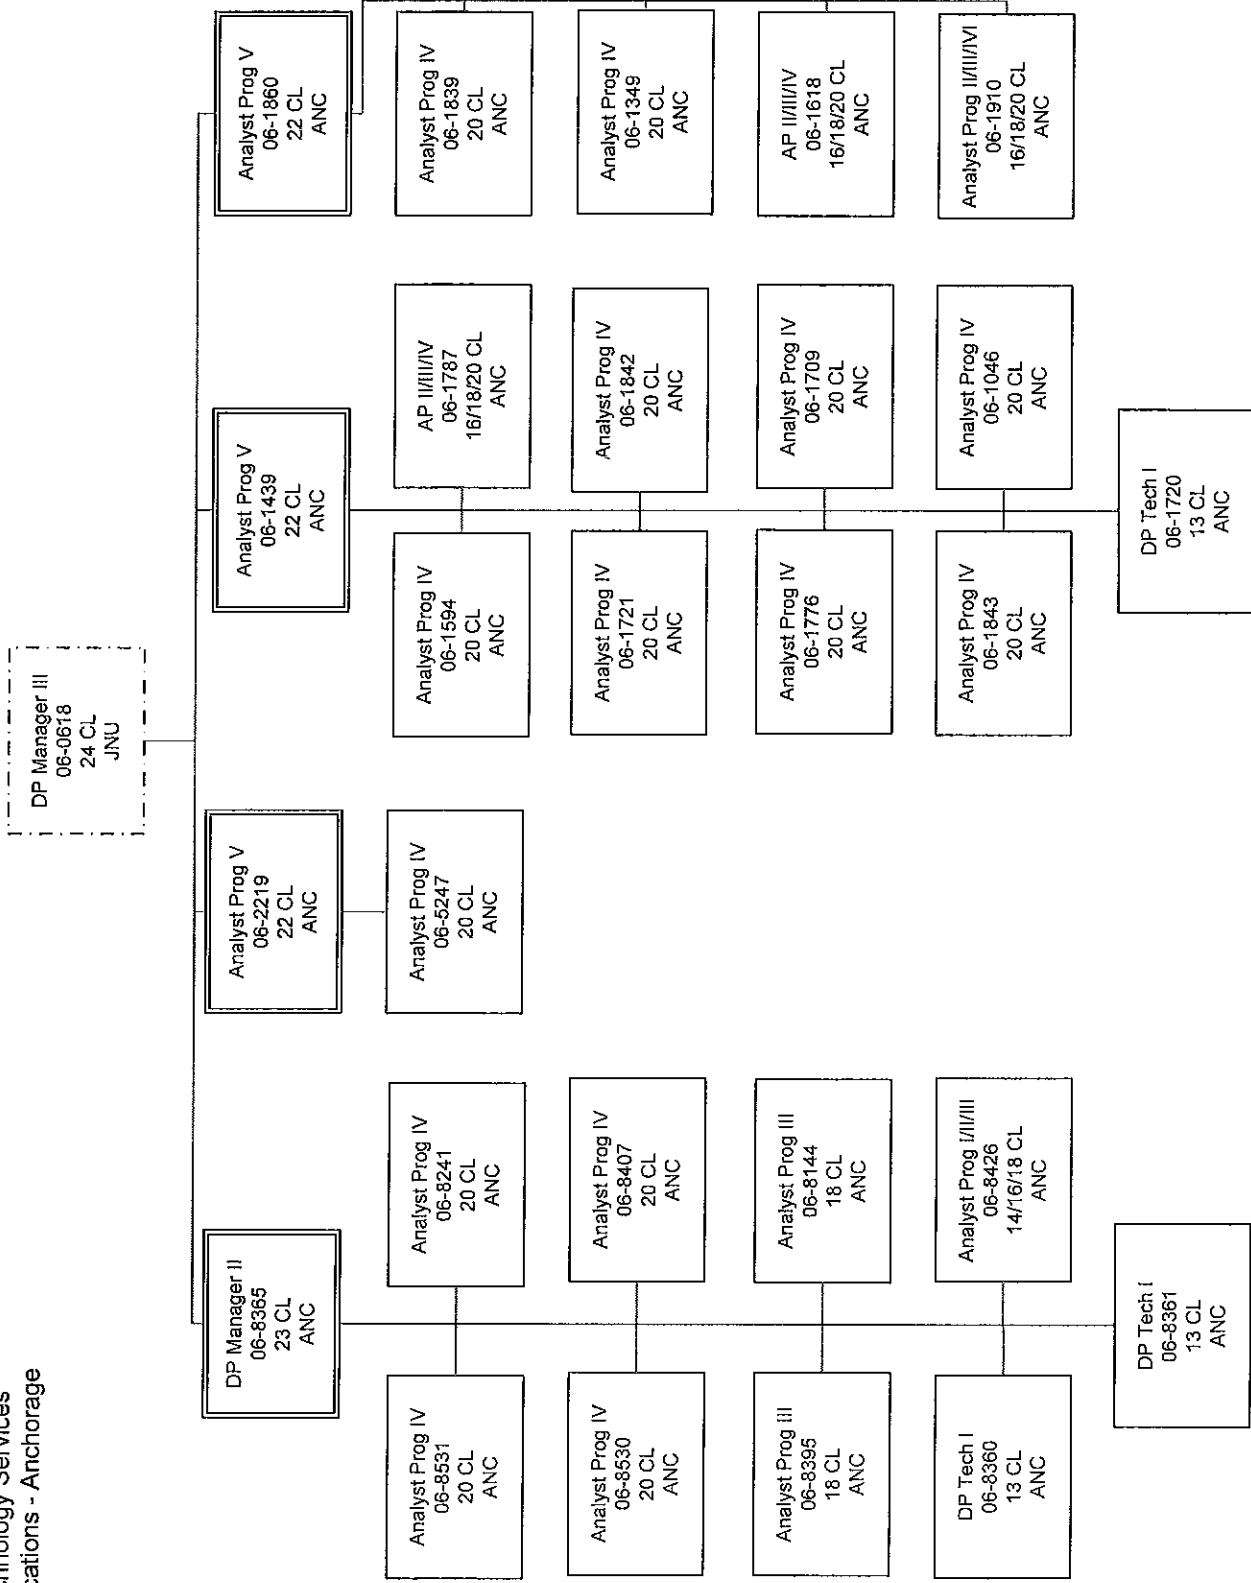 hnology Services
cations - Anchorage
DP Manager III
06-0618
24 CL
JNU
DP Manager II
06-8365
23 CL
ANC
Analyst Prog V
06-2219
22 CL
ANC
Analyst Prog V
06-1439
22 CL
ANC
Analyst Prog V
06-1860
22 CL
ANC
Analyst Prog IV
06-8531
20 CL
ANC
Analyst Prog IV
06-8241
20 CL
ANC
Analyst Prog IV
06-5247
20 CL
ANC
Analyst Prog IV
06-1594
20 CL
ANC
AP II/III/IV
06-1787
16/18/20 CL
ANC
Analyst Prog IV
06-1839
20 CL
ANC
Analyst Prog IV
06-8530
20 CL
ANC
Analyst Prog IV
06-8407
20 CL
ANC
Analyst Prog IV
06-1721
20 CL
ANC
Analyst Prog IV
06-1842
20 CL
ANC
Analyst Prog IV
06-1349
20 CL
ANC
Analyst Prog III
06-8395
18 CL
ANC
Analyst Prog III
06-8144
18 CL
ANC
Analyst Prog IV
06-1776
20 CL
ANC
Analyst Prog IV
06-1709
20 CL
ANC
AP II/III/IV
06-1618
16/18/20 CL
ANC
DP Tech I
06-8360
13 CL
ANC
Analyst Prog I/II/III
06-8426
14/16/18 CL
ANC
Analyst Prog IV
06-1843
20 CL
ANC
Analyst Prog IV
06-1046
20 CL
ANC
Analyst Prog II/III/IVI
06-1910
16/18/20 CL
ANC
DP Tech I
06-8361
13 CL
ANC
DP Tech I
06-1720
13 CL
ANC